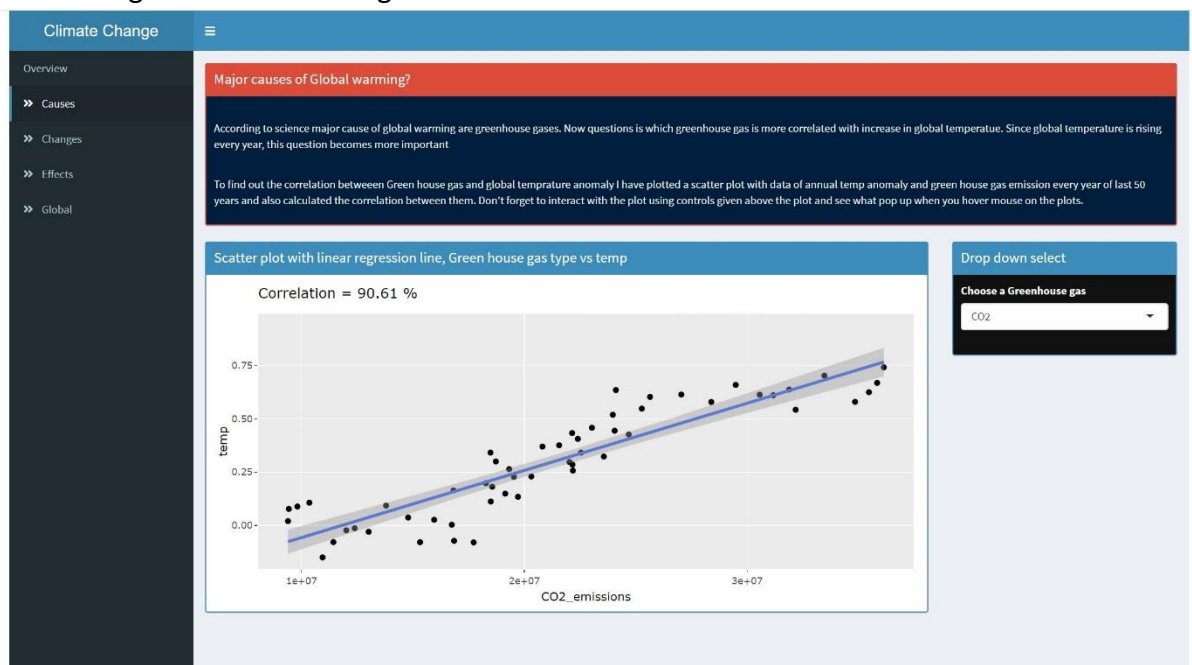 Climate Change
Overview
Causes
Changes
Effects
Global
Major causes of Global warming?
According to science major cause of global warming are greenhouse gases. Now questions is which greenhouse gas is more correlated with increase in global temperatue. Since global temperature is rising
every year, this question becomes more important
To find out the correlation betweeen Green house gas and global temprature anomaly I have plotted a scatter plot with data of annual temp anomaly and green house gas emission every year of last 50
years and also calculated the correlation between them. Don't forget to interact with the plot using controls given above the plot and see what pop up when you hover mouse on the plots.
Scatter plot with linear regression line, Green house gas type vs temp
Correlation = 90.61 %
0.75
0.50
0.25
0.00
temp
1e+07 2e+07 3e+07
CO2_emissions
Drop down select
Choose a Greenhouse gas
CO2